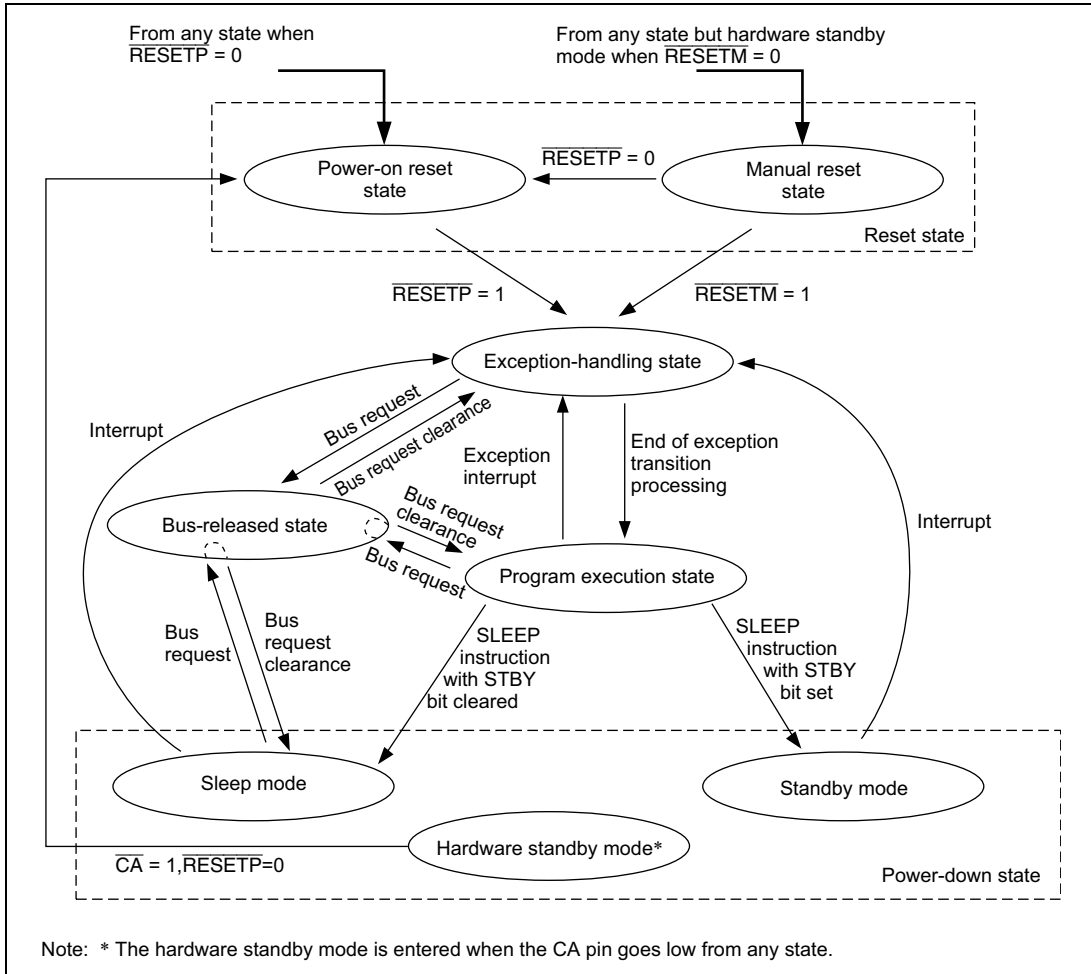 From any state when
RESETP = 0
From any state but hardware standby
mode when RESETM = 0
Power-on reset
state
RESETP = 0
Manual reset
state
Reset state
RESETP = 1
RESETM = 1
Exception-handling state
Interrupt
Bus request
Bus request clearance
Exception
interrupt
End of exception
transition
processing
Interrupt
Bus-released state
Bus request
clearance
Bus request
Program execution state
Bus
request
Bus
request
clearance
SLEEP
instruction
with STBY
bit cleared
SLEEP
instruction
with STBY
bit set
Sleep mode
Standby mode
Hardware standby mode*
CA = 1,RESETP=0
Power-down state
Note: * The hardware standby mode is entered when the CA pin goes low from any state.